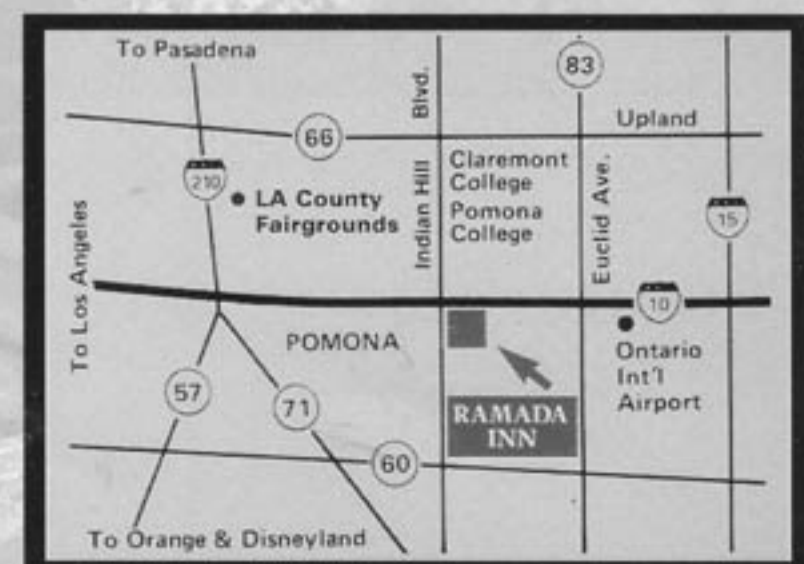 To Pasadena
Blvd.
83
Upland
66
210
LA County
Fairgrounds
Indian Hill
Claremont
College
Pomona
College
Euclid Ave.
15
To Los Angeles
10
POMONA
Ontario
Int'l
Airport
57
71
RAMADA
INN
60
To Orange & Disneyland